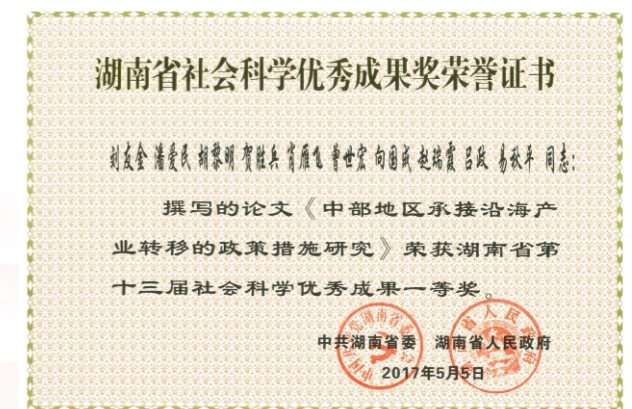 湖南省社会科学优秀成果奖荣誉证书
刘友金 潘爱民 胡黎明 贺胜兵 肖雁飞 曾世宏 向国成 赵瑞霞 吕政 易秋平 同志:
撰写的论文《中部地区承接沿海产
业转移的政策措施研究》荣获湖南省第
十三届社会科学优秀成果一等奖。
中共湖南省委 湖南省人民政府
2017年5月5日